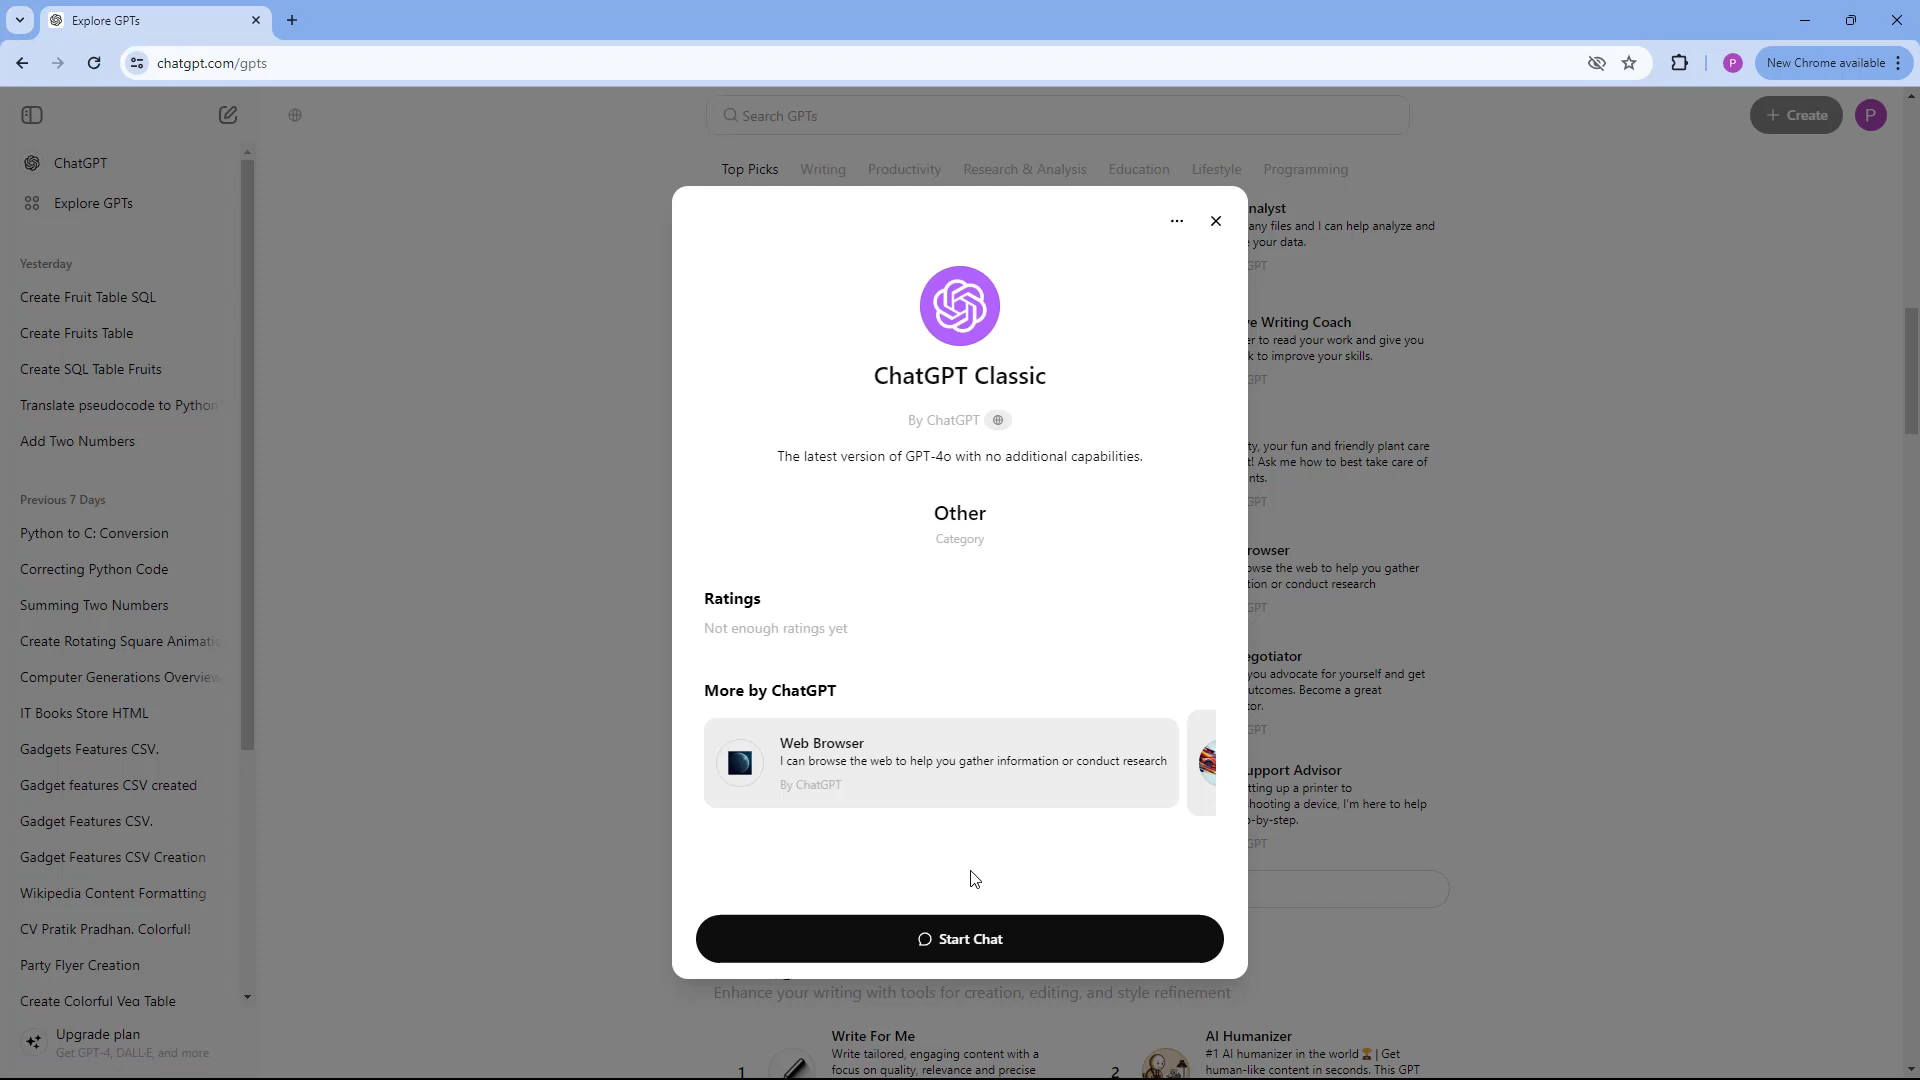 Explore GPTs
chatgpt.com/gpts
P
New Chrome available
Search GPTs
+ Create
P
ChatGPT
Explore GPTs
Top Picks Writing Productivity Research & Analysis Education Lifestyle Programming
Yesterday
Create Fruit Table SQL
Create Fruits Table
Create SQL Table Fruits
Translate pseudocode to Python
Add Two Numbers
Previous 7 Days
Python to C: Conversion
Correcting Python Code
Summing Two Numbers
Create Rotating Square Animatio
Computer Generations Overview
IT Books Store HTML
Gadgets Features CSV.
Gadget features CSV created
Gadget Features CSV.
Gadget Features CSV Creation
Wikipedia Content Formatting
CV Pratik Pradhan. Colorful!
Party Flyer Creation
Create Colorful Veg Table
Upgrade plan
Get GPT-4, DALL·E, and more
ChatGPT Classic
By ChatGPT
The latest version of GPT-4o with no additional capabilities.
Other
Category
Ratings
Not enough ratings yet
More by ChatGPT
Web Browser
I can browse the web to help you gather information or conduct research
By ChatGPT
Start Chat
nalyst
any files and I can help analyze and
your data.
GPT
e Writing Coach
er to read your work and give you
k to improve your skills.
GPT
ty, your fun and friendly plant care
t! Ask me how to best take care of
nts.
GPT
rowser
owse the web to help you gather
tion or conduct research
GPT
egotiator
you advocate for yourself and get
utcomes. Become a great
tor.
GPT
upport Advisor
tting up a printer to
shooting a device, I'm here to help
p-by-step.
GPT
Enhance your writing with tools for creation, editing, and style refinement
1
Write For Me
Write tailored, engaging content with a
focus on quality, relevance and precise
2
AI Humanizer
#1 AI humanizer in the world🏆| Get
human-like content in seconds. This GPT